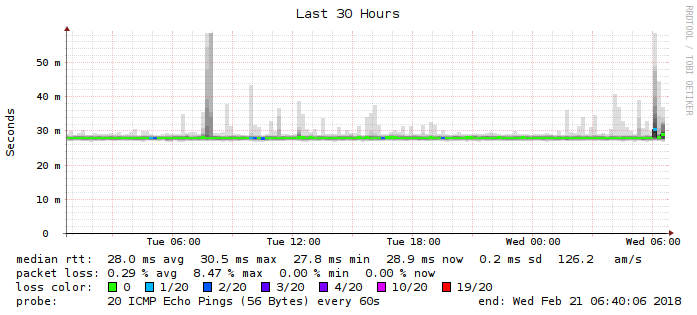 Last 30 Hours
RRDTOOL / TOBI OETIKER
Seconds
50 m
40 m
30 m
20 m
10 m
0
Tue 06:00 Tue 12:00 Tue 18:00 Wed 00:00 Wed 06:00
median rtt: 28.0 ms avg 30.5 ms max 27.8 ms min 28.9 ms now 0.2 ms sd 126.2 am/s
packet loss: 0.29 % avg 8.47 % max 0.00 % min 0.00 % now
loss color: 0 1/20 2/20 3/20 4/20 10/20 19/20
probe: 20 ICMP Echo Pings (56 Bytes) every 60s end: Wed Feb 21 06:40:06 2018